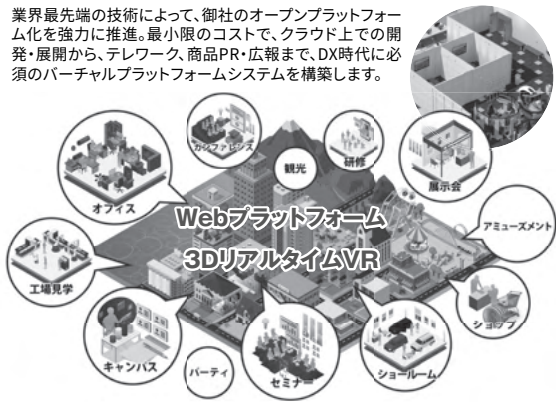 業界最先端の技術によって、御社のオープンプラットフォー
ム化を強力に推進。最小限のコストで、クラウド上での開
発・展開から、テレワーク、商品PR・広報まで、DX時代に必
須のバーチャルプラットフォームシステムを構築します。
カンファレンス
観光
研修
展示会
オフィス
Webプラットフォーム
アミューズメント
3DリアルタイムVR
工場見学
ショップ
キャンパス
パーティ
セミナー
ショールーム